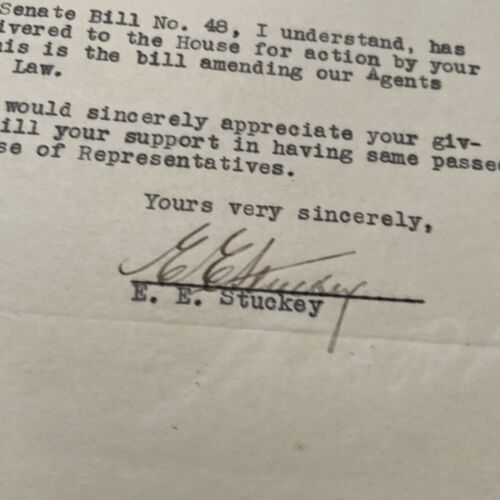 Senate Bill No. 48, I understand, has
ivered to the House for action by your
his is the bill amending our Agents
Law.
would sincerely appreciate your giv-
ill your support in having same passed
se of Representatives.
Yours very sincerely,
E E Stuckey
E. E. Stuckey